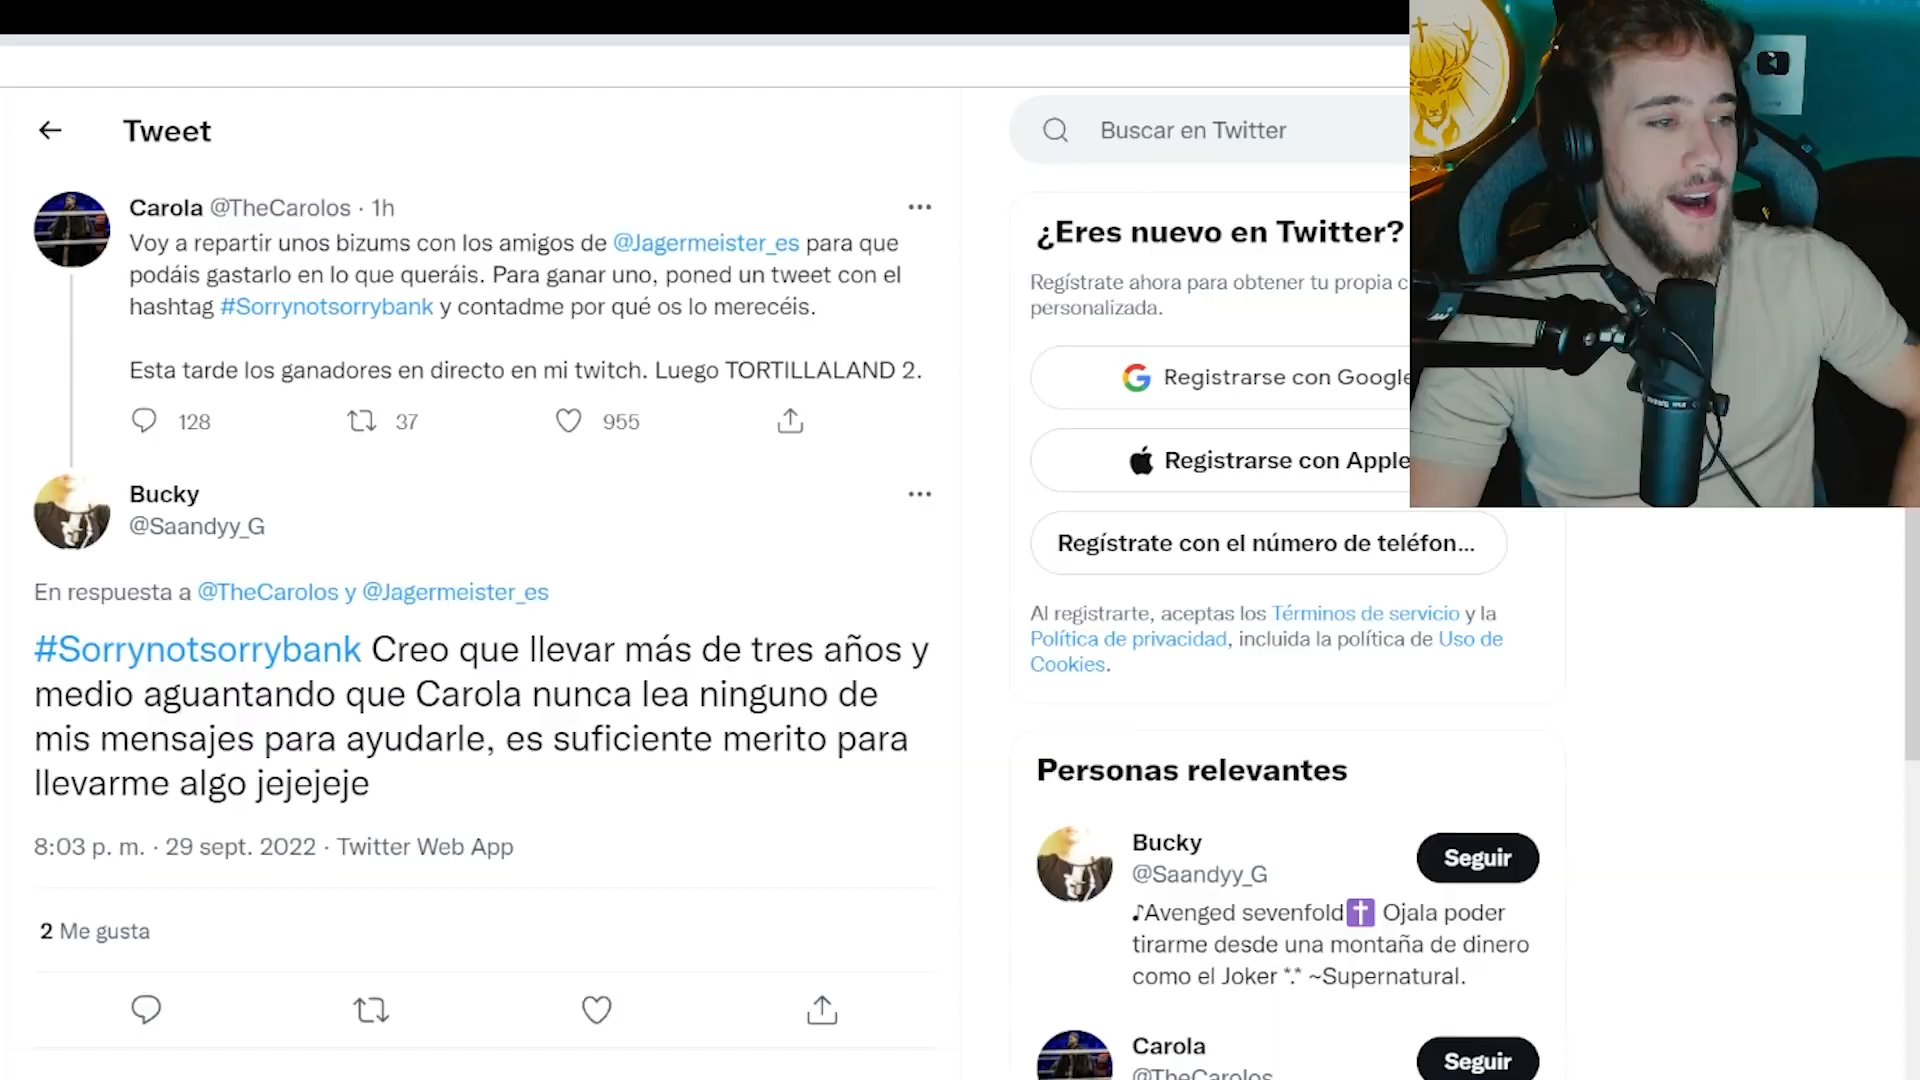 Tweet
Carola @TheCarolos · 1h
Voy a repartir unos bizums con los amigos de @Jagermeister_es para que
podáis gastarlo en lo que queráis. Para ganar uno, poned un tweet con el
hashtag #Sorrynotsorrybank y contadme por qué os lo merecéis.
Esta tarde los ganadores en directo en mi twitch. Luego TORTILLALAND 2.
128 37 955
Bucky
@Saandyy_G
En respuesta a @TheCarolos y @Jagermeister_es
#Sorrynotsorrybank Creo que llevar más de tres años y
medio aguantando que Carola nunca lea ninguno de
mis mensajes para ayudarle, es suficiente merito para
llevarme algo jejejeje
8:03 p. m. · 29 sept. 2022 · Twitter Web App
2 Me gusta
Buscar en Twitter
¿Eres nuevo en Twitter?
Regístrate ahora para obtener tu propia c
personalizada.
Registrarse con Google
Registrarse con Apple
Regístrate con el número de teléfon...
Al registrarte, aceptas los Términos de servicio y la
Política de privacidad, incluida la política de Uso de
Cookies.
Personas relevantes
Bucky
@Saandyy_G
Seguir
♪Avenged sevenfold✝️ Ojala poder
tirarme desde una montaña de dinero
como el Joker *.* ~Supernatural.
Carola
@TheCarolos
Seguir